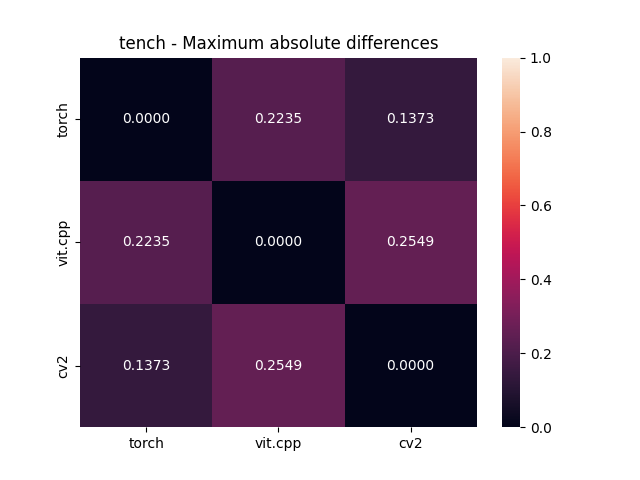 tench - Maximum absolute differences
torch 0.0000 0.2235 0.1373
vit.cpp 0.2235 0.0000 0.2549
cv2 0.1373 0.2549 0.0000
torch vit.cpp cv2
1.0
0.8
0.6
0.4
0.2
0.0